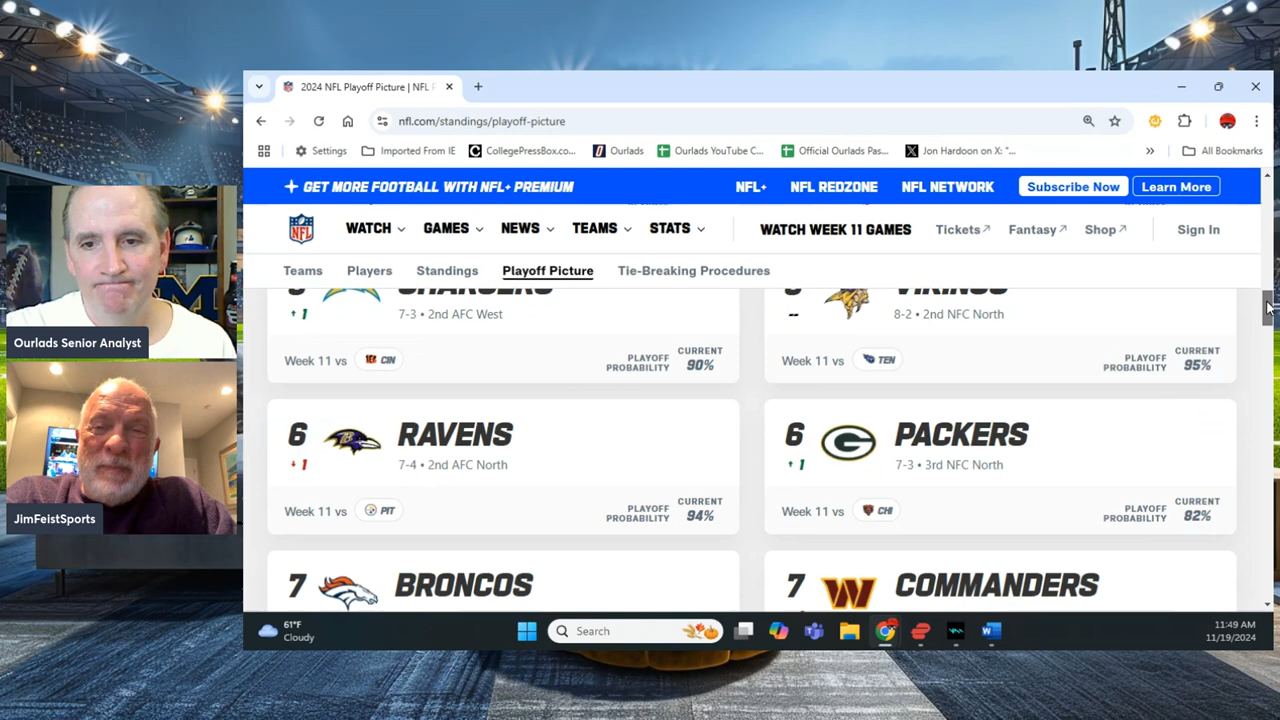 2024 NFL Playoff Picture | NFL
nfl.com/standings/playoff-picture
Settings
Imported From IE
CollegePressBox.co...
Ourlads
Ourlads YouTube C...
Official Ourlads Pas...
Jon Hardoon on X: "...
All Bookmarks
GET MORE FOOTBALL WITH NFL+ PREMIUM
NFL+
NFL REDZONE
NFL NETWORK
Subscribe Now
Learn More
NFL
WATCH
GAMES
NEWS
TEAMS
STATS
WATCH WEEK 11 GAMES
Tickets
Fantasy
Shop
Sign In
Teams
Players
Standings
Playoff Picture
Tie-Breaking Procedures
CHARGERS
↑ 1
7-3 • 2nd AFC West
Week 11 vs CIN
PLAYOFF PROBABILITY
CURRENT
90%
VIKINGS
--
8-2 • 2nd NFC North
Week 11 vs TEN
PLAYOFF PROBABILITY
CURRENT
95%
6 RAVENS
↓ 1
7-4 • 2nd AFC North
Week 11 vs PIT
PLAYOFF PROBABILITY
CURRENT
94%
6 PACKERS
↑ 1
7-3 • 3rd NFC North
Week 11 vs CHI
PLAYOFF PROBABILITY
CURRENT
82%
7 BRONCOS
7 COMMANDERS
Ourlads Senior Analyst
JimFeistSports
61°F
Cloudy
Search
11:49 AM
11/19/2024